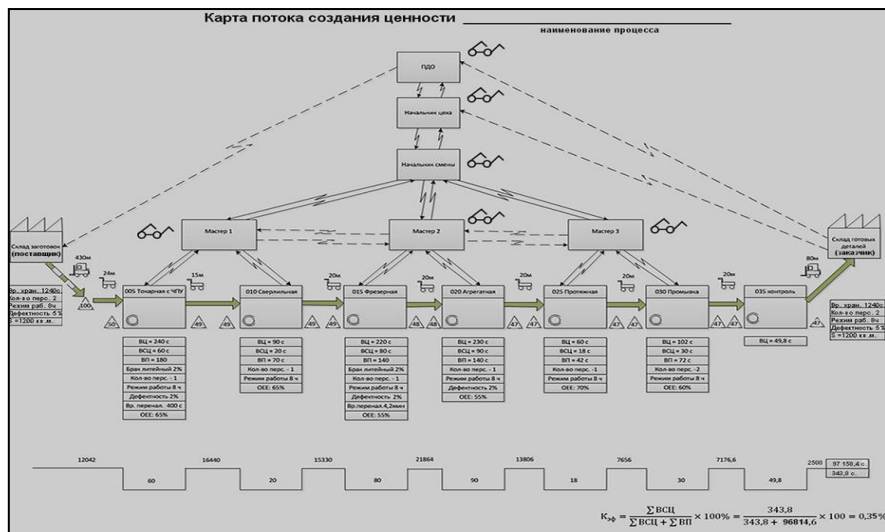 Карта потока создания ценности
наименование процесса
ПДО
Начальник цеха
Начальник смены
Мастер 1
Мастер 2
Мастер 3
Склад заготовок
(поставщик)
Склад готовых
деталей
(заказчик)
430м
80м
24м
15м
20м
20м
20м
20м
20м
005 Токарная с ЧПУ
010 Сверлильная
015 Фрезерная
020 Агрегатная
025 Протяжная
030 Промывка
035 контроль
100
50
49
49
49
49
48
48
47
47
47
47
47
Вр. хран. 1240с.
Кол-во перс. 2
Режим раб. 8ч
Дефектность 5%
S =1200 кв.м.
ВЦ = 240 с
ВСЦ = 60 с
ВП = 180
Брак литейный 2%
Кол-во перс. - 1
Режим работы 8 ч
Дефектность 2%
Вр. перенал. 400 с
OEE: 65%
ВЦ = 90 с
ВСЦ = 20 с
ВП = 70 с
Кол-во перс. - 1
Режим работы 8 ч
OEE: 65%
ВЦ = 220 с
ВСЦ = 80 с
ВП = 140
Брак литейный 2%
Кол-во перс. - 1
Режим работы 8 ч
Дефектность 2%
Вр.перенал.4,2мин
OEE: 55%
ВЦ = 230 с
ВСЦ = 90 с
ВП = 140 с
Кол-во перс. - 1
Режим работы 8 ч
Дефектность 2%
OEE: 55%
ВЦ = 60 с
ВСЦ = 18 с
ВП = 42 с
Кол-во перс. -1
Режим работы 8 ч
OEE: 70%
ВЦ = 102 с
ВСЦ = 30 с
ВП = 72 с
Кол-во перс. -2
Режим работы 8 ч
OEE: 60%
ВЦ = 49,8 с
Вр. хран. 1240с.
Кол-во перс. 2
Режим раб. 8ч
Дефектность 5%
S =1200 кв.м.
12042 16440 15330 21864 13806 7656 7176,6 2500 97 158,4 с.
343,8 с.
60 20 80 90 18 30 49,8
Kэф = ∑ВСЦ / (∑ВСЦ + ∑ВП) × 100% = 343,8 / (343,8 + 96814,6) × 100 = 0,35%